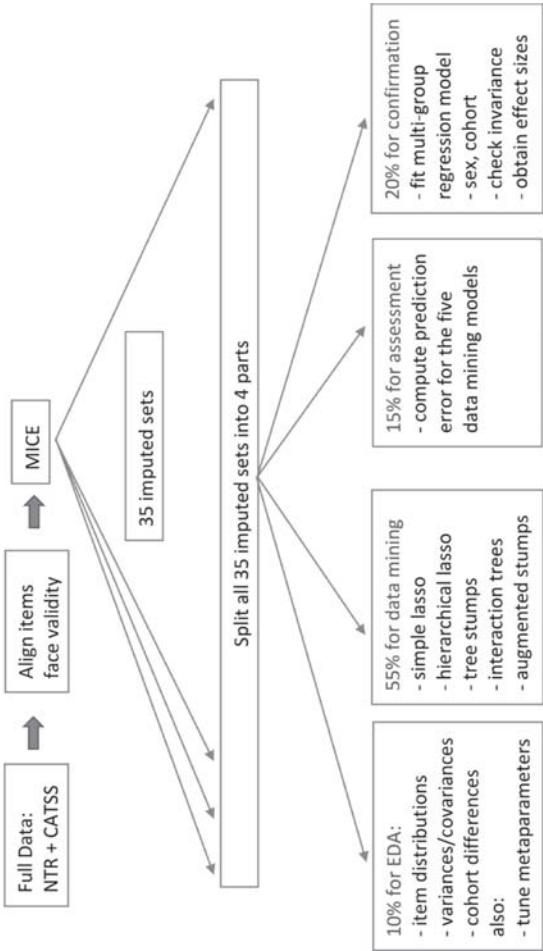 Full Data:
NTR + CATSS
Align items
face validity
MICE
35 imputed sets
Split all 35 imputed sets into 4 parts
10% for EDA:
- item distributions
- variances/covariances
- cohort differences
also:
- tune metaparameters
55% for data mining
- simple lasso
- hierarchical lasso
- tree stumps
- interaction trees
- augmented stumps
15% for assessment
- compute prediction
error for the five
data mining models
20% for confirmation
- fit multi-group
regression model
- sex, cohort
- check invariance
- obtain effect sizes